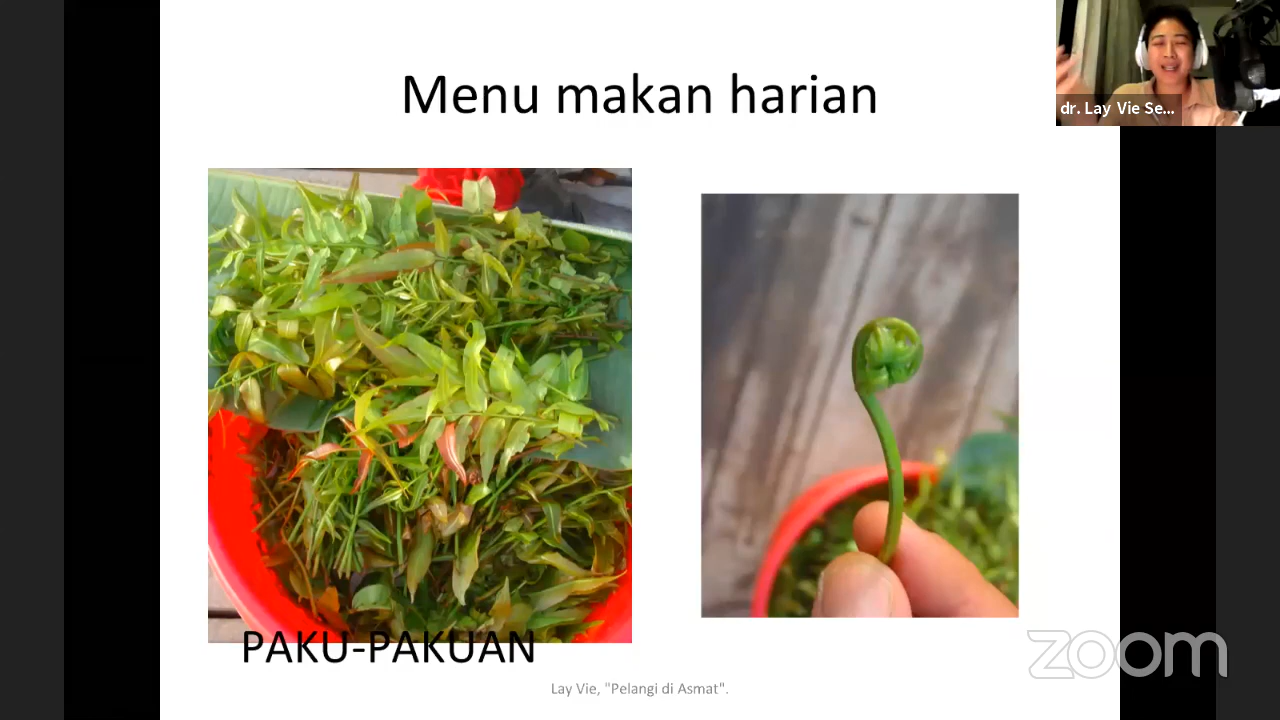 Menu makan harian
dr. Lay Vie Se...
PAKU-PAKUAN
Lay Vie, "Pelangi di Asmat".
zoom